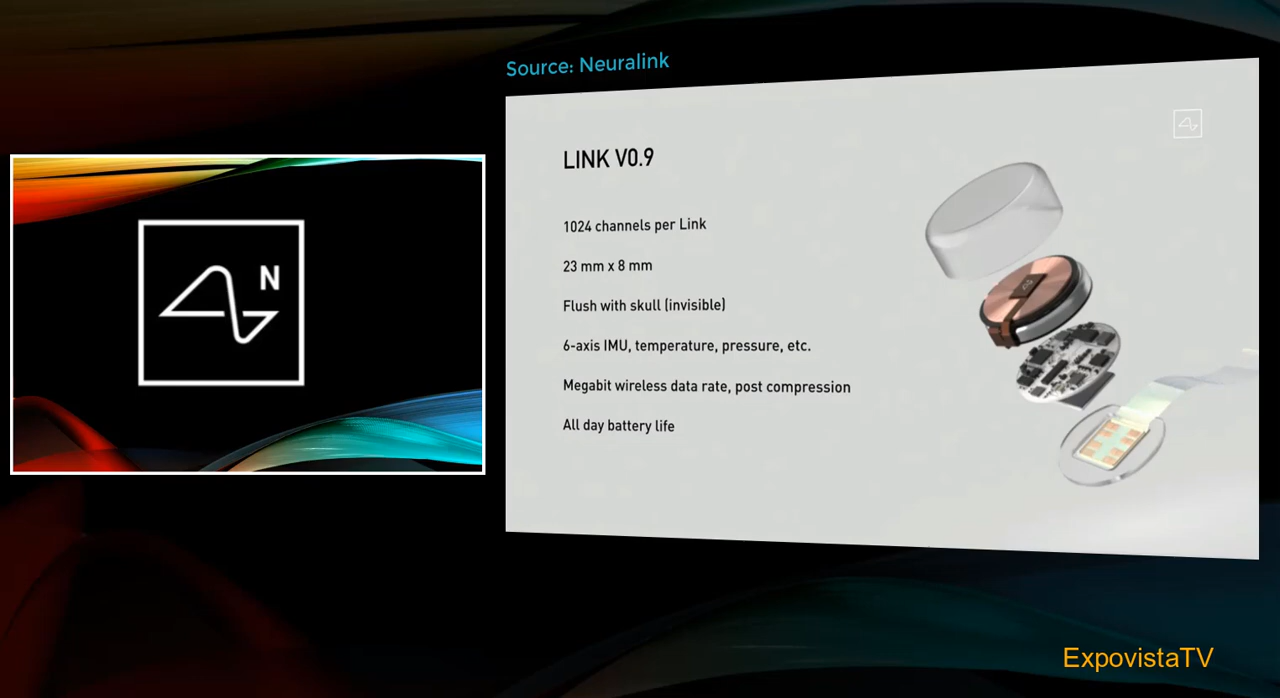 Source: Neuralink
N
LINK V0.9
1024 channels per Link
23 mm x 8 mm
Flush with skull (invisible)
6-axis IMU, temperature, pressure, etc.
Megabit wireless data rate, post compression
All day battery life
ExpovistaTV